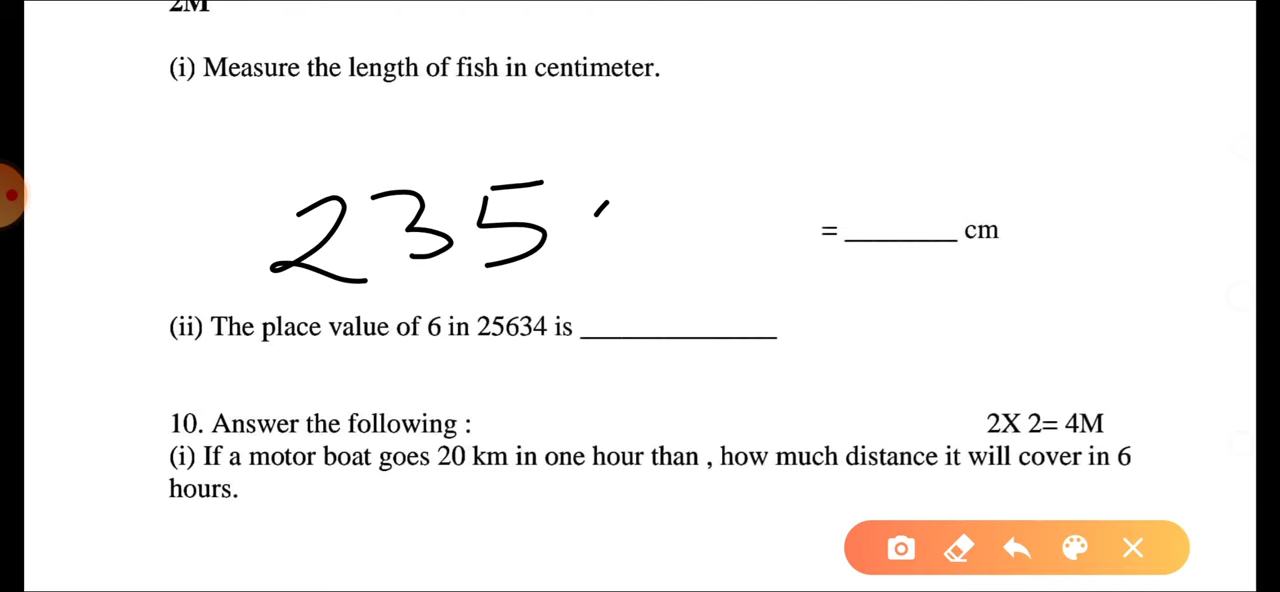 2M
(i) Measure the length of fish in centimeter.
235
= ________ cm
(ii) The place value of 6 in 25634 is ______________
10. Answer the following : 2X 2= 4M
(i) If a motor boat goes 20 km in one hour than , how much distance it will cover in 6
hours.